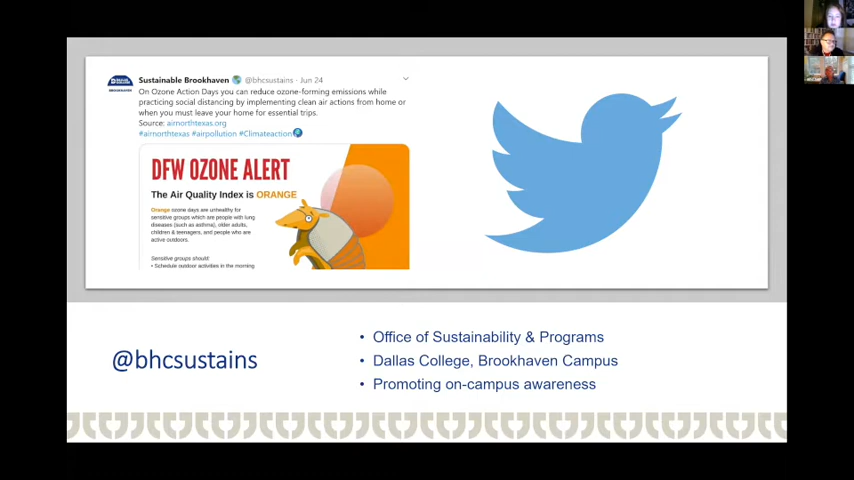 Sustainable Brookhaven @bhcsustains · Jun 24
On Ozone Action Days you can reduce ozone-forming emissions while
practicing social distancing by implementing clean air actions from home or
when you must leave your home for essential trips.
Source: airnorthtexas.org
#airnorthtexas #airpollution #Climateaction
DFW OZONE ALERT
The Air Quality Index is ORANGE
Orange ozone days are unhealthy for
sensitive groups which are people with lung
diseases (such as asthma), older adults,
children & teenagers, and people who are
active outdoors.
Sensitive groups should:
• Schedule outdoor activities in the morning
@bhcsustains
• Office of Sustainability & Programs
• Dallas College, Brookhaven Campus
• Promoting on-campus awareness